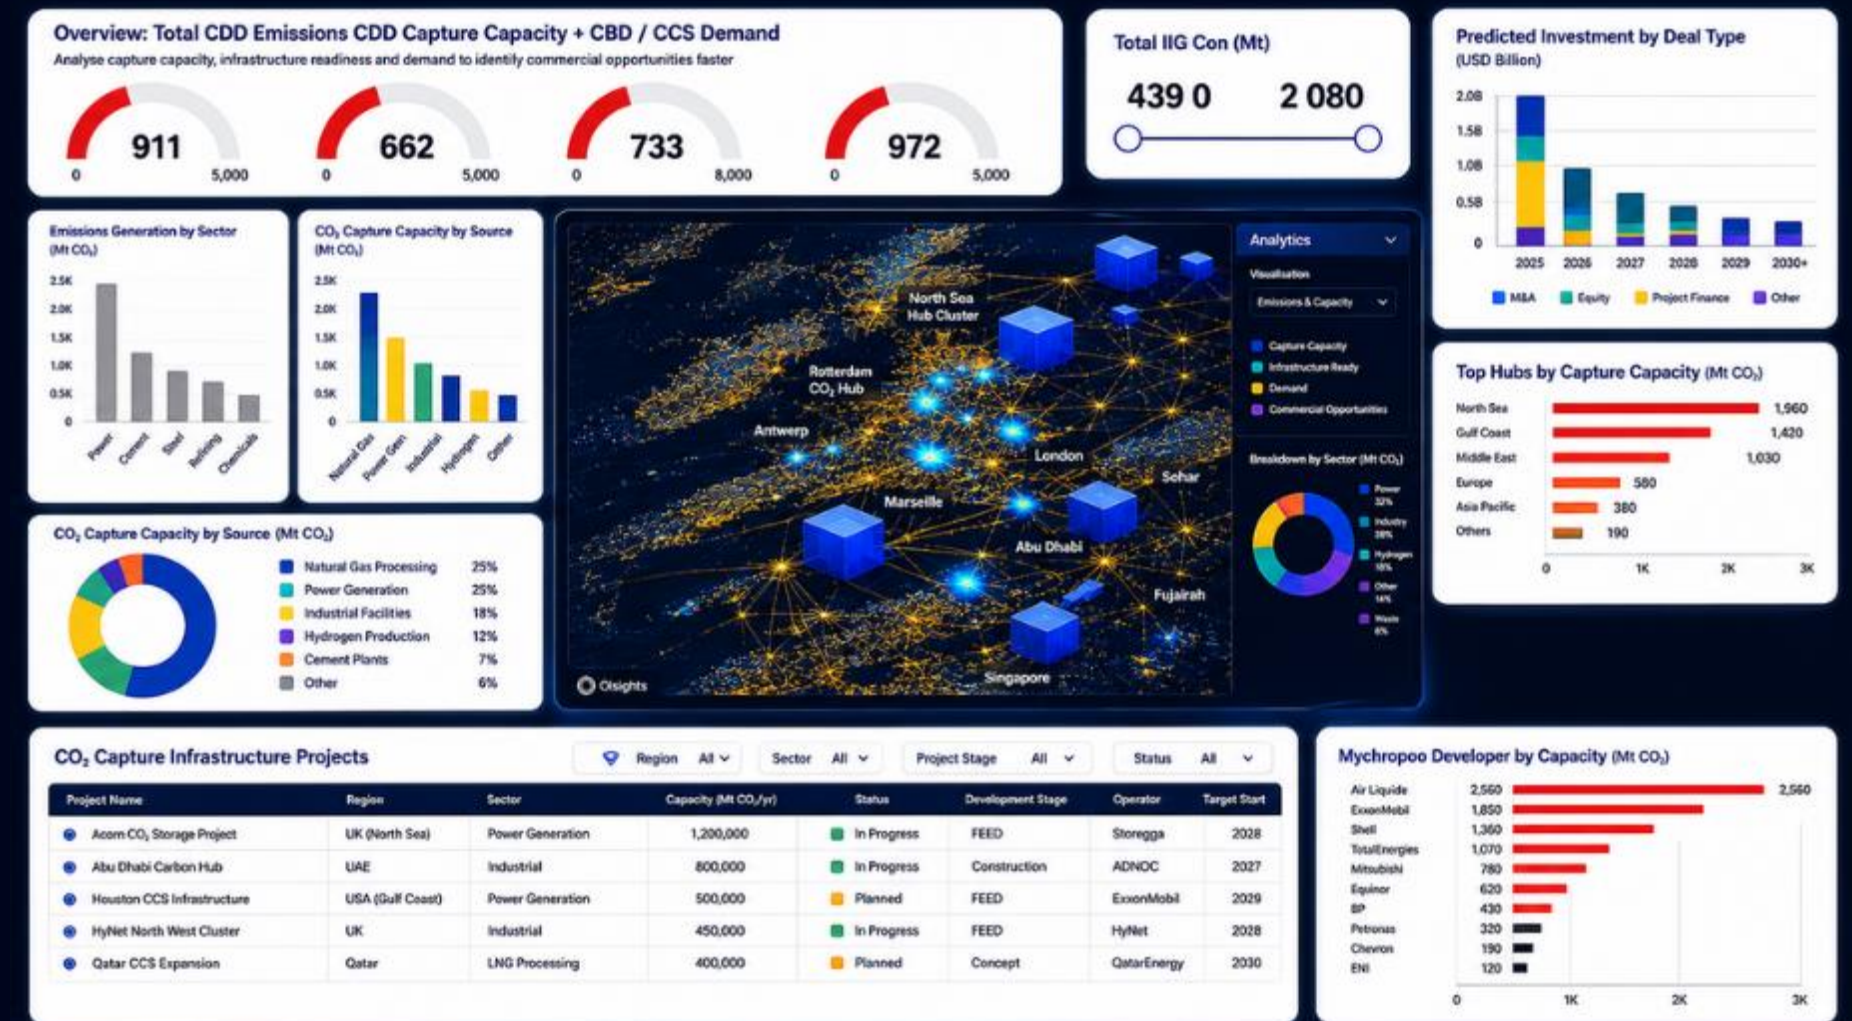 Overview: Total CDD Emissions CDD Capture Capacity + CBD / CCS Demand
Analyse capture capacity, infrastructure readiness and demand to identify commercial opportunities faster
911
0 5,000
662
0 5,000
733
0 8,000
972
0 5,000
Total IIG Con (Mt)
439 0 2 080
Predicted Investment by Deal Type
(USD Billion)
2.0B
1.5B
1.0B
0.5B
0
2025 2026 2027 2028 2029 2030+
M&A Equity Project Finance Other
Emissions Generation by Sector
(Mt CO₂)
2.5K
2.0K
1.5K
1.0K
0.5K
0
Power Cement Steel Refining Chemicals
CO₂ Capture Capacity by Source
(Mt CO₂)
2.5K
2.0K
1.5K
1.0K
0.5K
0
Natural Gas Power Gen Industrial Hydrogen Other
North Sea
Hub Cluster
Rotterdam
CO₂ Hub
Antwerp
London
Sohar
Marseille
Abu Dhabi
Fujairah
Singapore
Olsights
Analytics
Visualisation
Emissions & Capacity
Capture Capacity
Infrastructure Ready
Demand
Commercial Opportunities
Breakdown by Sector (Mt CO₂)
Power
32%
Industry
28%
Hydrogen
18%
Other
14%
Waste
6%
Top Hubs by Capture Capacity (Mt CO₂)
North Sea 1,960
Gulf Coast 1,420
Middle East 1,030
Europe 580
Asia Pacific 380
Others 190
0 1K 2K 3K
CO₂ Capture Capacity by Source (Mt CO₂)
Natural Gas Processing 25%
Power Generation 25%
Industrial Facilities 18%
Hydrogen Production 12%
Cement Plants 7%
Other 6%
CO₂ Capture Infrastructure Projects
Region All Sector All Project Stage All Status All
Project Name Region Sector Capacity (Mt CO₂/yr) Status Development Stage Operator Target Start
Acorn CO₂ Storage Project UK (North Sea) Power Generation 1,200,000 In Progress FEED Storegga 2028
Abu Dhabi Carbon Hub UAE Industrial 800,000 In Progress Construction ADNOC 2027
Houston CCS Infrastructure USA (Gulf Coast) Power Generation 500,000 Planned FEED ExxonMobil 2029
HyNet North West Cluster UK Industrial 450,000 In Progress FEED HyNet 2028
Qatar CCS Expansion Qatar LNG Processing 400,000 Planned Concept QatarEnergy 2030
Mychropoo Developer by Capacity (Mt CO₂)
Air Liquide 2,560 2,560
ExxonMobil 1,850
Shell 1,360
TotalEnergies 1,070
Mitsubishi 780
Equinor 620
BP 430
Petronas 320
Chevron 190
ENI 120
0 1K 2K 3K